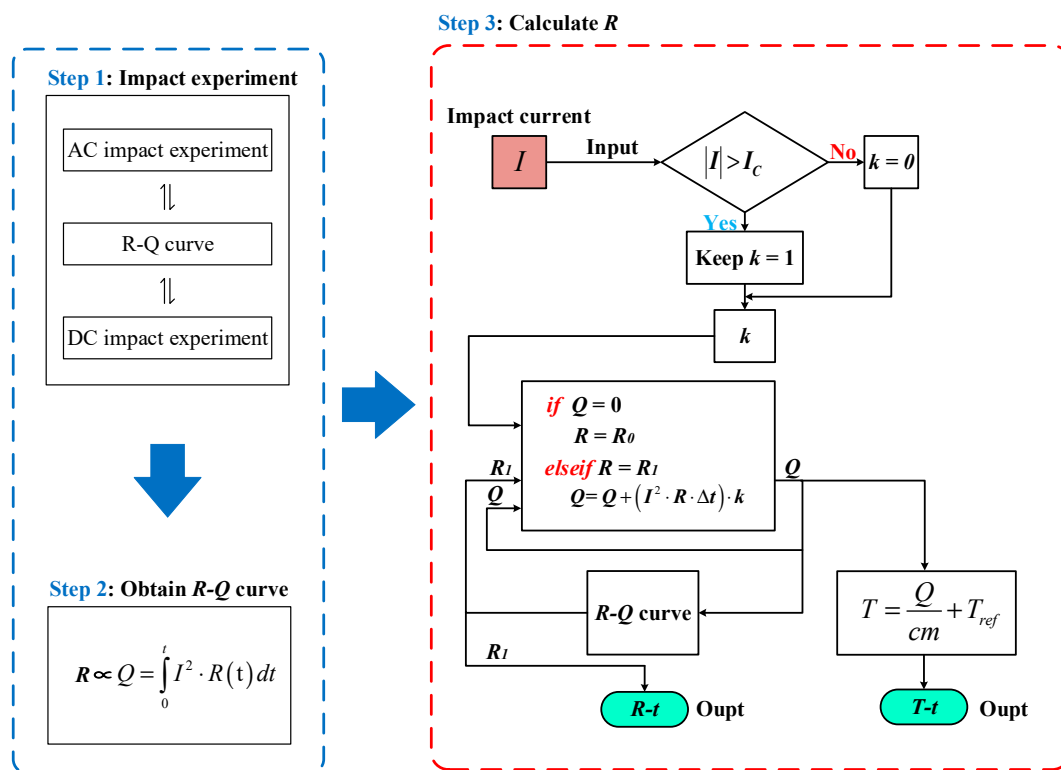 Step 1: Impact experiment
AC impact experiment
R-Q curve
DC impact experiment
Step 2: Obtain R-Q curve
R ∝ Q = ∫₀ᵗ I² · R(t) dt
Step 3: Calculate R
Impact current
I
Input
|I| > I_C
No
k = 0
Yes
Keep k = 1
k
if Q = 0
R = R₀
elseif R = R₁
Q = Q + (I² · R · Δt) · k
R₁
Q
Q
R-Q curve
T = Q/cm + T_ref
R₁
R-t
Oupt
T-t
Oupt